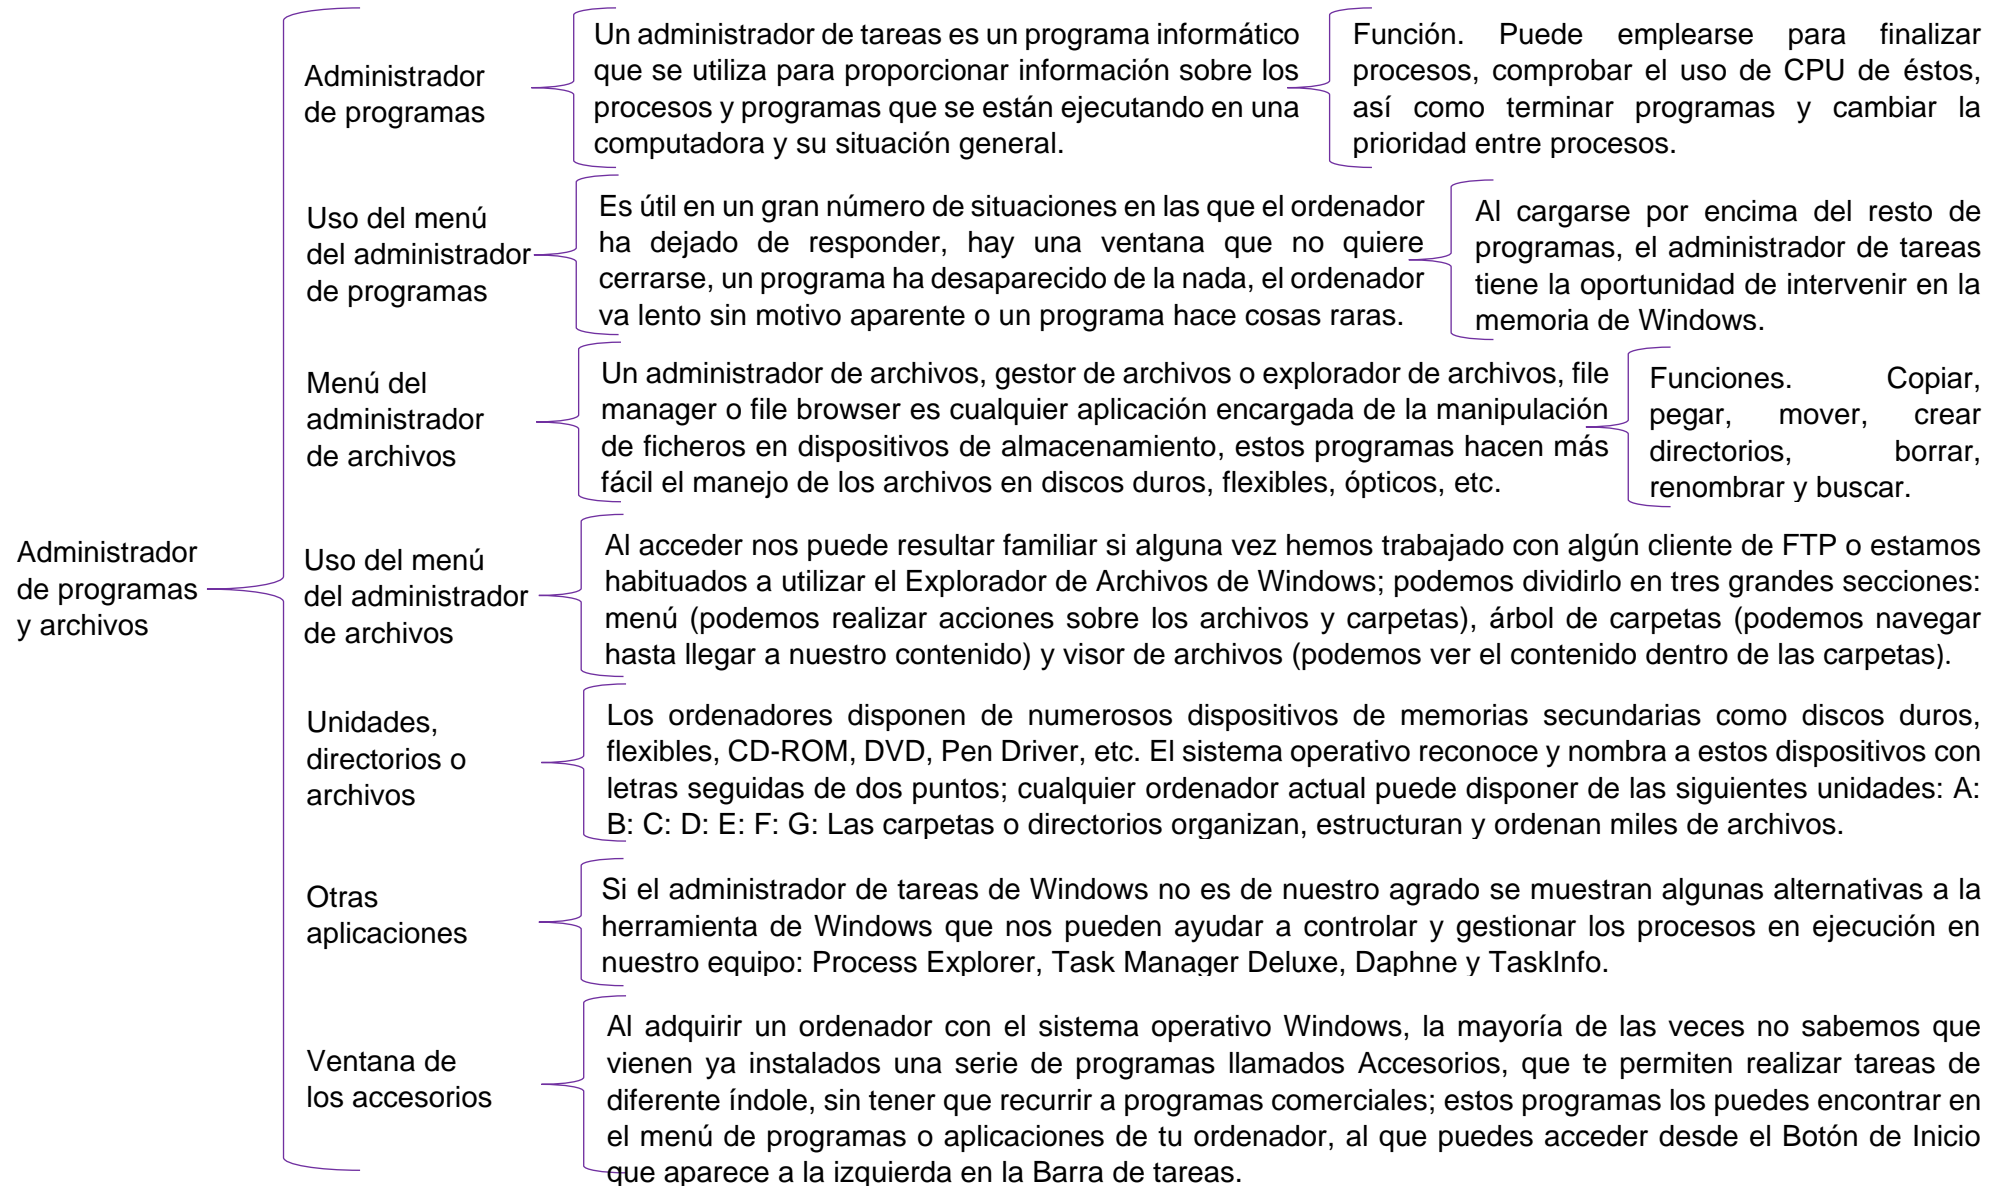 Administrador
de programas
y archivos
Administrador
de programas
Un administrador de tareas es un programa informático
que se utiliza para proporcionar información sobre los
procesos y programas que se están ejecutando en una
computadora y su situación general.
Función. Puede emplearse para finalizar
procesos, comprobar el uso de CPU de éstos,
así como terminar programas y cambiar la
prioridad entre procesos.
Uso del menú
del administrador
de programas
Es útil en un gran número de situaciones en las que el ordenador
ha dejado de responder, hay una ventana que no quiere
cerrarse, un programa ha desaparecido de la nada, el ordenador
va lento sin motivo aparente o un programa hace cosas raras.
Al cargarse por encima del resto de
programas, el administrador de tareas
tiene la oportunidad de intervenir en la
memoria de Windows.
Menú del
administrador
de archivos
Un administrador de archivos, gestor de archivos o explorador de archivos, file
manager o file browser es cualquier aplicación encargada de la manipulación
de ficheros en dispositivos de almacenamiento, estos programas hacen más
fácil el manejo de los archivos en discos duros, flexibles, ópticos, etc.
Funciones. Copiar,
pegar, mover, crear
directorios, borrar,
renombrar y buscar.
Uso del menú
del administrador
de archivos
Al acceder nos puede resultar familiar si alguna vez hemos trabajado con algún cliente de FTP o estamos
habituados a utilizar el Explorador de Archivos de Windows; podemos dividirlo en tres grandes secciones:
menú (podemos realizar acciones sobre los archivos y carpetas), árbol de carpetas (podemos navegar
hasta llegar a nuestro contenido) y visor de archivos (podemos ver el contenido dentro de las carpetas).
Unidades,
directorios o
archivos
Los ordenadores disponen de numerosos dispositivos de memorias secundarias como discos duros,
flexibles, CD-ROM, DVD, Pen Driver, etc. El sistema operativo reconoce y nombra a estos dispositivos con
letras seguidas de dos puntos; cualquier ordenador actual puede disponer de las siguientes unidades: A:
B: C: D: E: F: G: Las carpetas o directorios organizan, estructuran y ordenan miles de archivos.
Otras
aplicaciones
Si el administrador de tareas de Windows no es de nuestro agrado se muestran algunas alternativas a la
herramienta de Windows que nos pueden ayudar a controlar y gestionar los procesos en ejecución en
nuestro equipo: Process Explorer, Task Manager Deluxe, Daphne y TaskInfo.
Ventana de
los accesorios
Al adquirir un ordenador con el sistema operativo Windows, la mayoría de las veces no sabemos que
vienen ya instalados una serie de programas llamados Accesorios, que te permiten realizar tareas de
diferente índole, sin tener que recurrir a programas comerciales; estos programas los puedes encontrar en
el menú de programas o aplicaciones de tu ordenador, al que puedes acceder desde el Botón de Inicio
que aparece a la izquierda en la Barra de tareas.